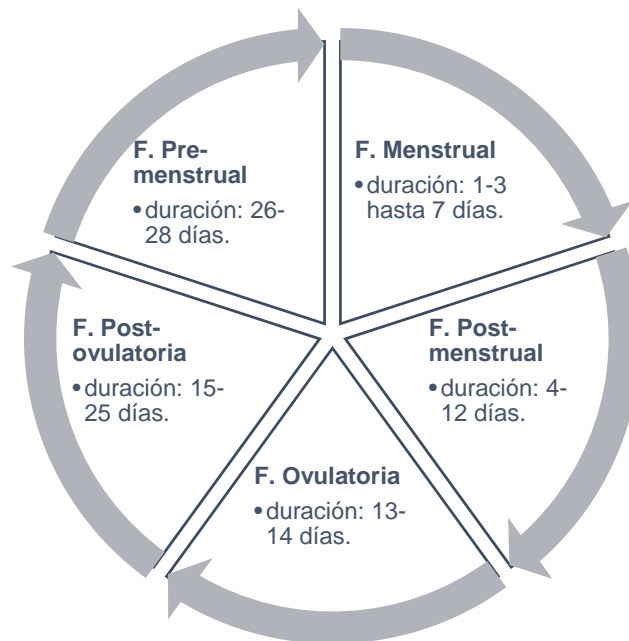 F. Pre-
menstrual
•duración: 26-
28 días.
F. Menstrual
•duración: 1-3
hasta 7 días.
F. Post-
ovulatoria
•duración: 15-
25 días.
F. Post-
menstrual
•duración: 4-
12 días.
F. Ovulatoria
•duración: 13-
14 días.